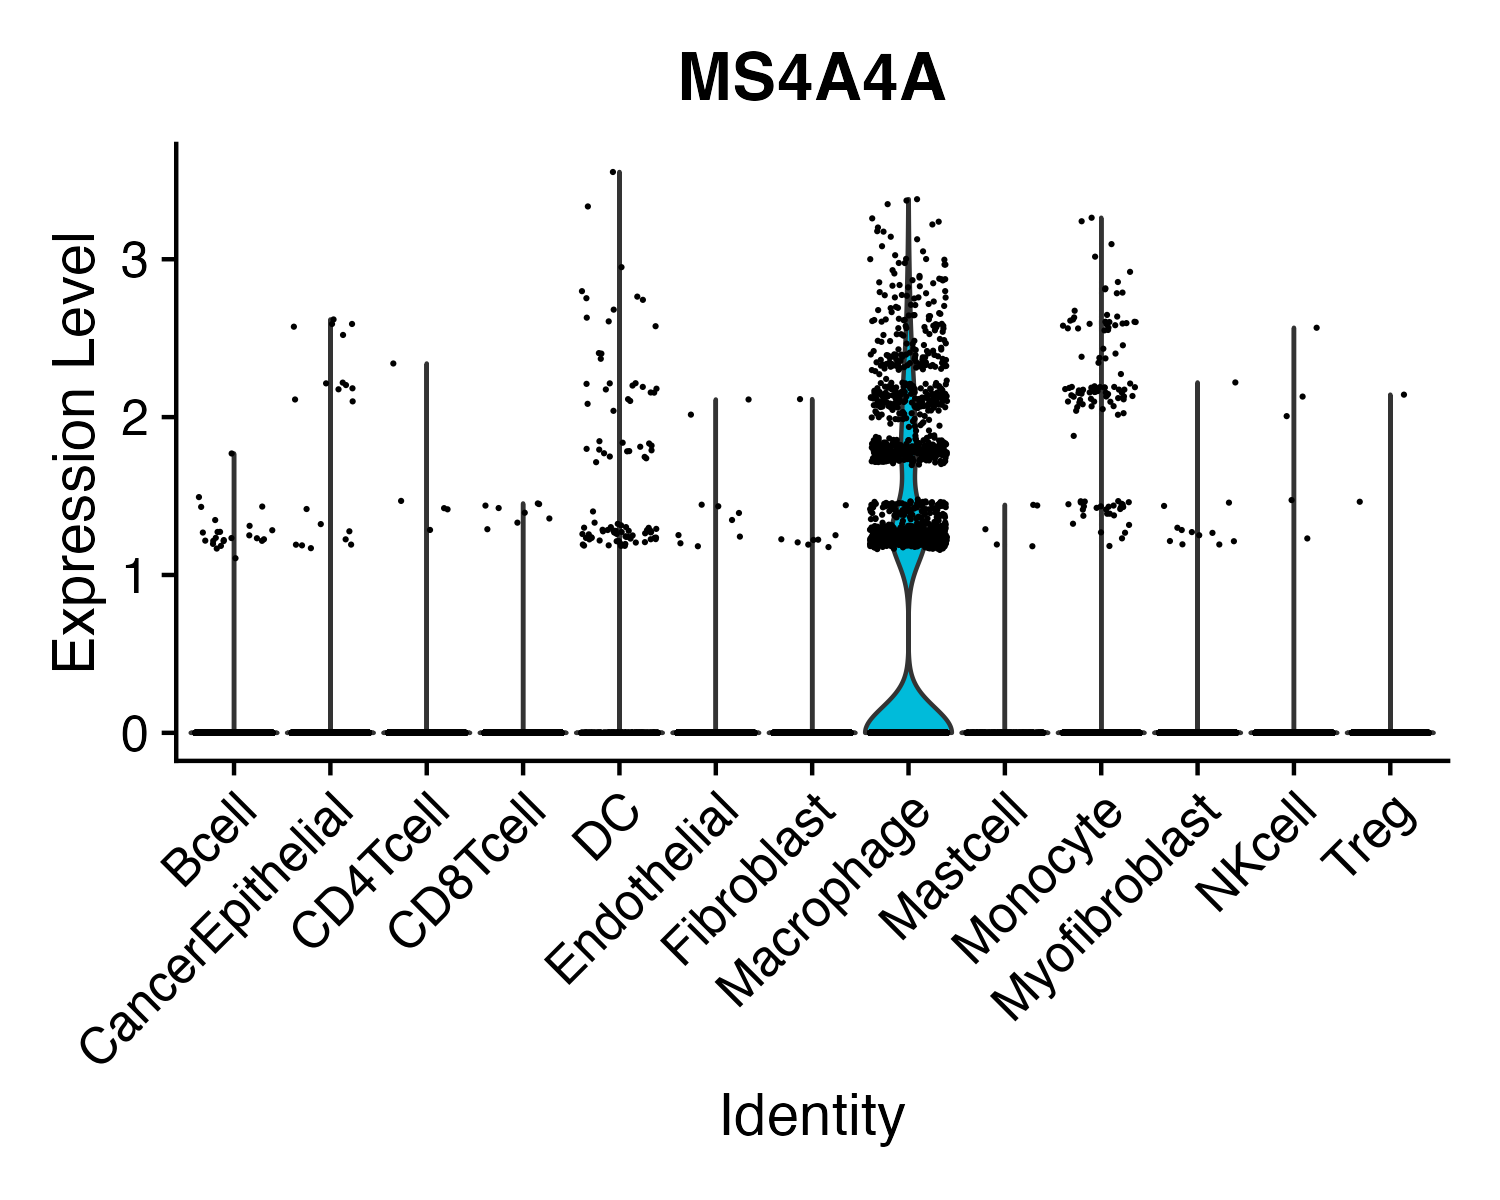 MS4A4A
Expression Level
3
2
1
0
Bcell
CancerEpithelial
CD4Tcell
CD8Tcell
DC
Endothelial
Fibroblast
Macrophage
Mastcell
Monocyte
Myofibroblast
NKcell
Treg
Identity